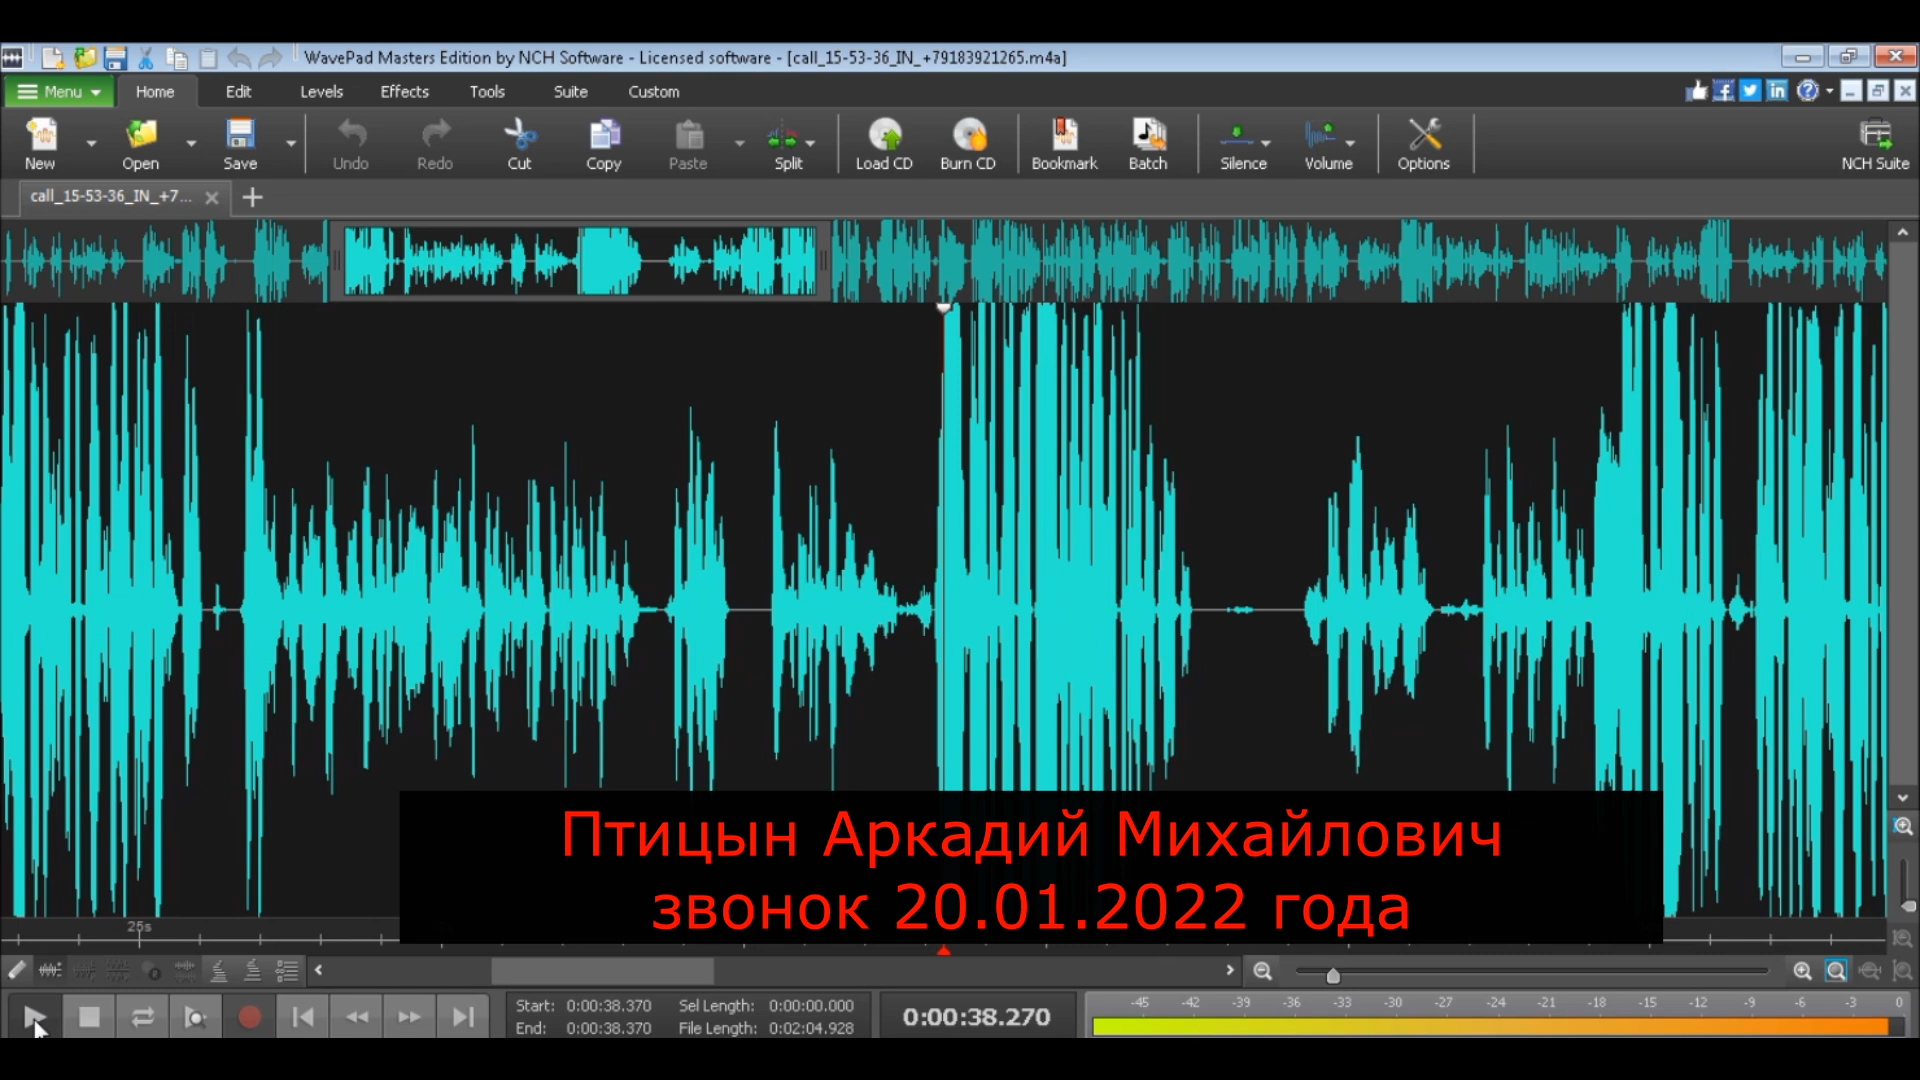 WavePad Masters Edition by NCH Software - Licensed software - [call_15-53-36_IN_+79183921265.m4a]
Menu Home Edit Levels Effects Tools Suite Custom
New Open Save Undo Redo Cut Copy Paste Split Load CD Burn CD Bookmark Batch Silence Volume Options NCH Suite
call_15-53-36_IN_+7...
Птицын Аркадий Михайлович
звонок 20.01.2022 года
25s
Start: 0:00:38.370 Sel Length: 0:00:00.000
End: 0:00:38.370 File Length: 0:02:04.928
0:00:38.270
-45 -42 -39 -36 -33 -30 -27 -24 -21 -18 -15 -12 -9 -6 -3 0